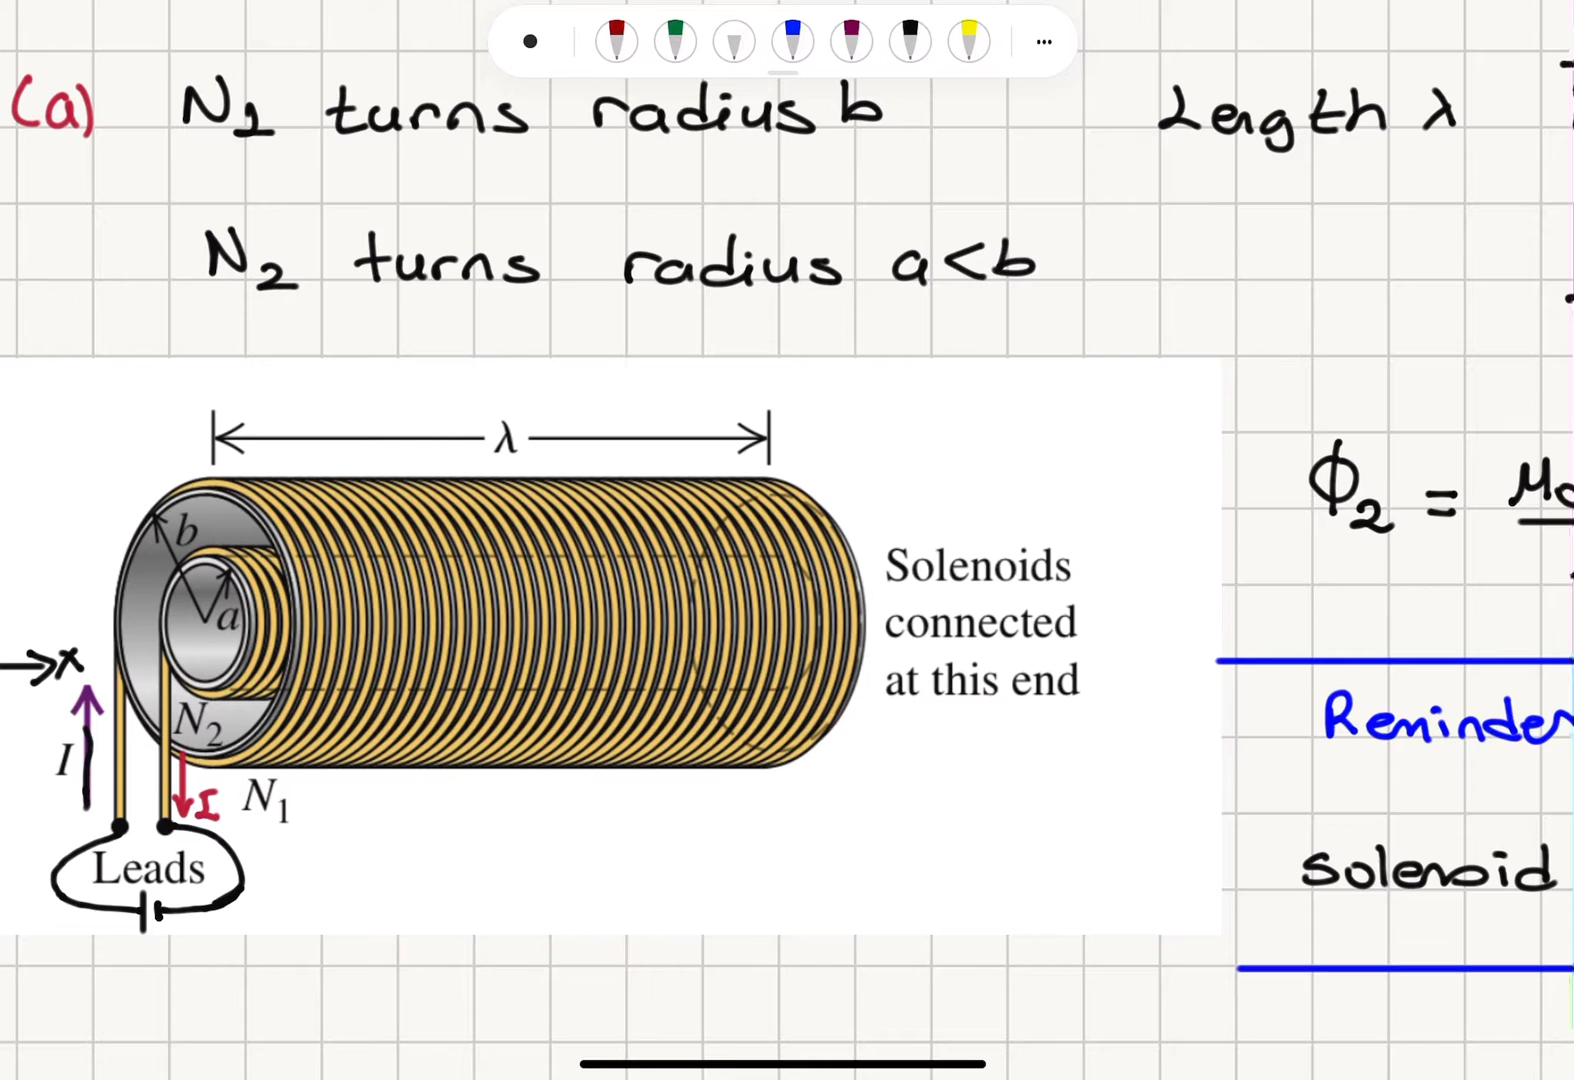 (a) N₁ turns radius b Length λ
N₂ turns radius a<b
λ
b
a
Solenoids
connected
at this end
Φ₂ =
→x
N₂
I
I
N₁
Leads
Reminder
Solenoid